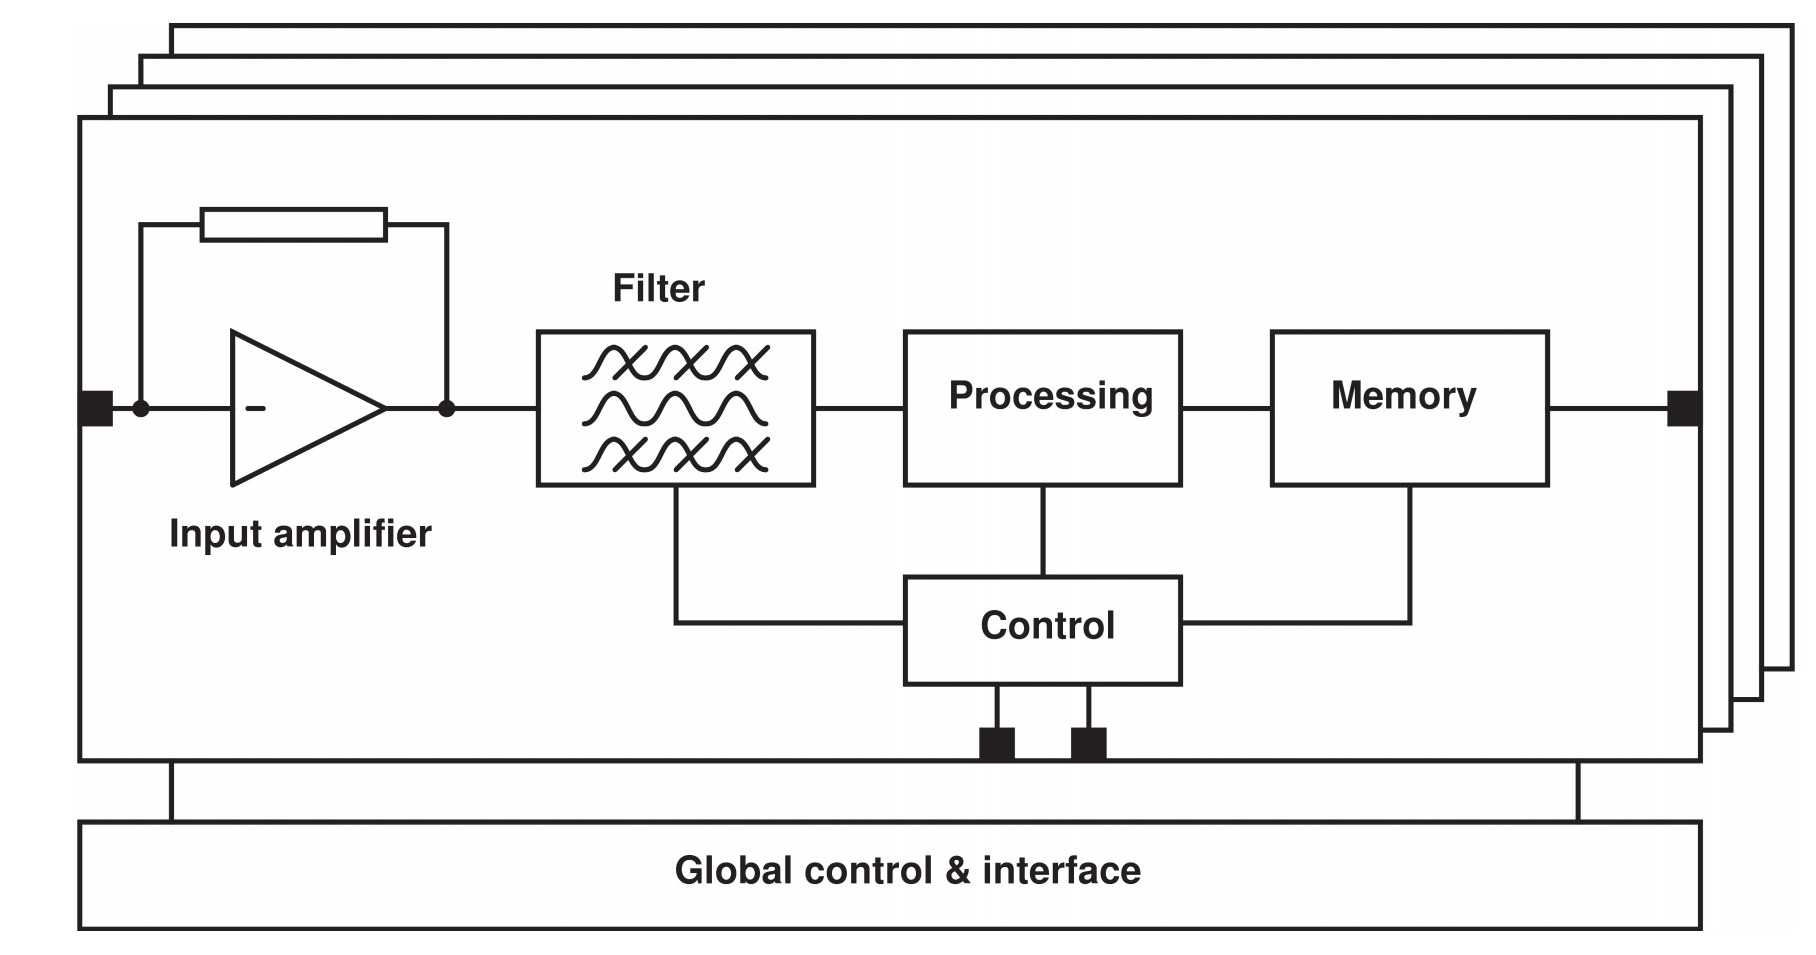 Filter
Processing
Memory
Input amplifier
Control
Global control & interface